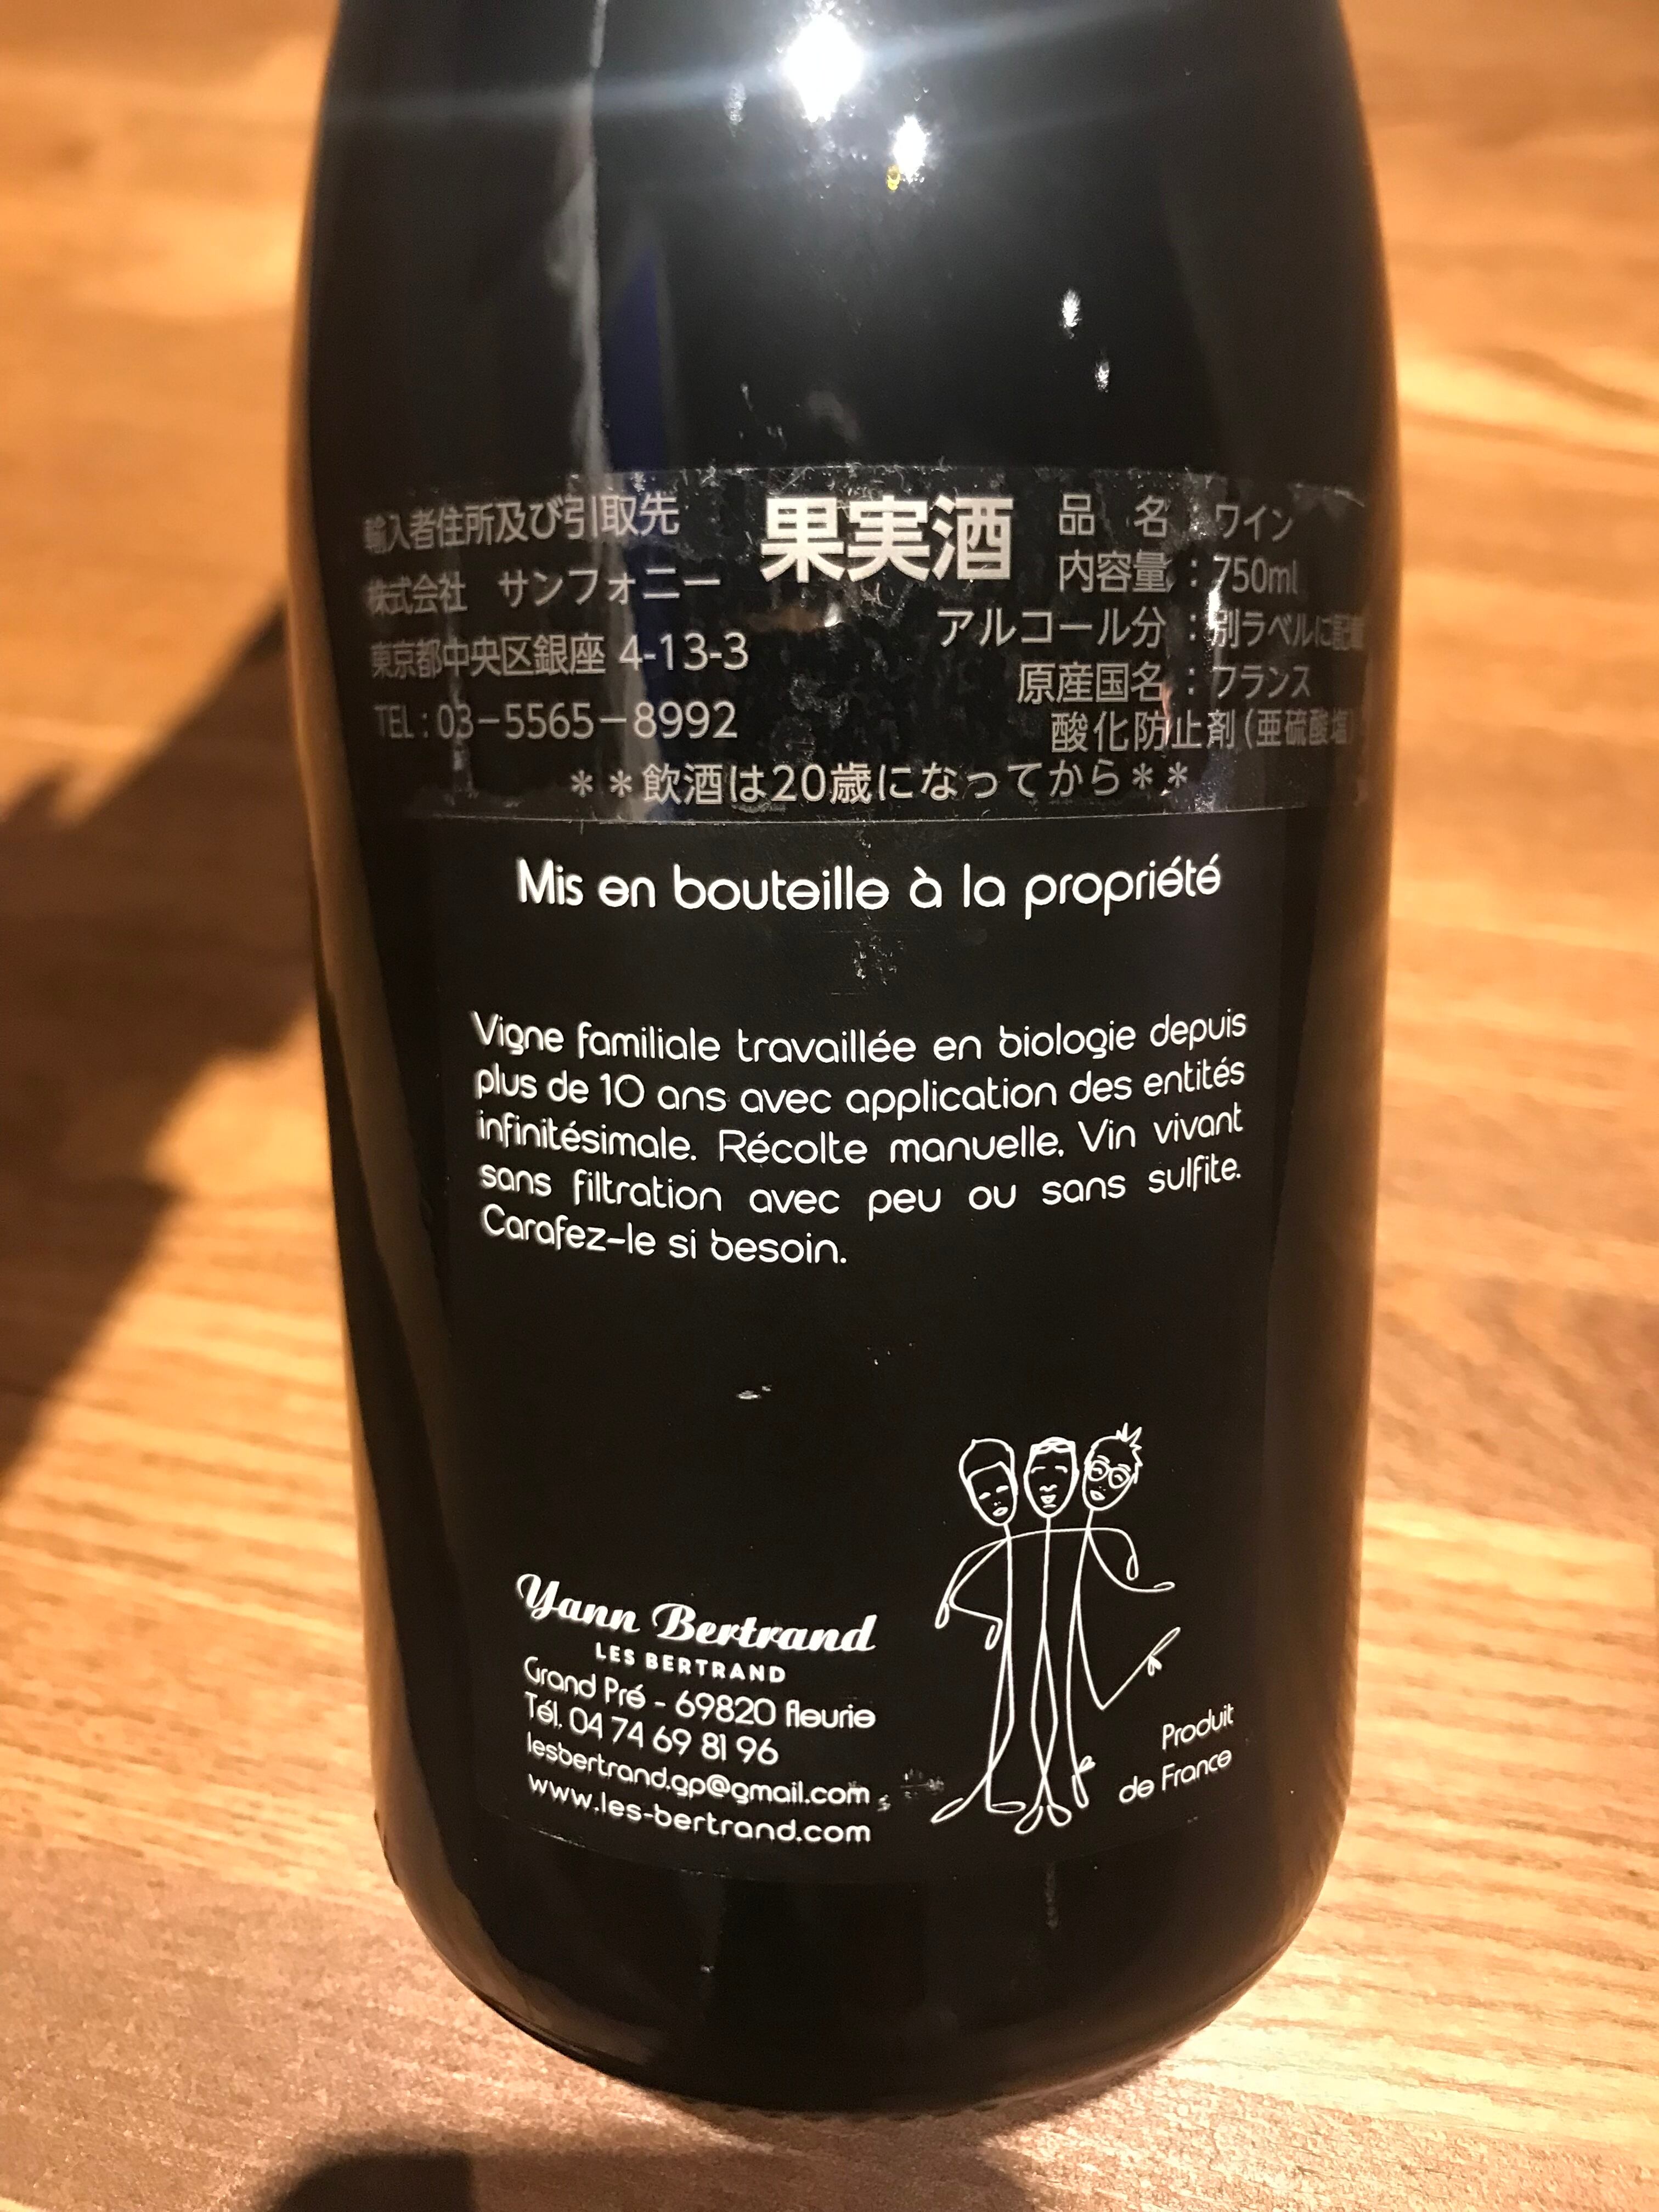 輸入者住所及び引取先
株式会社 サンフォニー
東京都中央区銀座 4-13-3
TEL : 03-5565-8992
果実酒
品 名 ワイン
内容量 : 750ml
アルコール分 : 別ラベルに記載
原産国名 : フランス
酸化防止剤 (亜硫酸塩)
**飲酒は20歳になってから**
Mis en bouteille à la propriété
Vigne familiale travaillée en biologie depuis
plus de 10 ans avec application des entités
infinitésimale. Récolte manuelle. Vin vivant
sans filtration avec peu ou sans sulfite.
Carafez-le si besoin.
Yann Bertrand
LES BERTRAND
Grand Pré - 69820 fleurie
Tél. 04 74 69 81 96
lesbertrand.gp@gmail.com
www.les-bertrand.com
Produit
de France